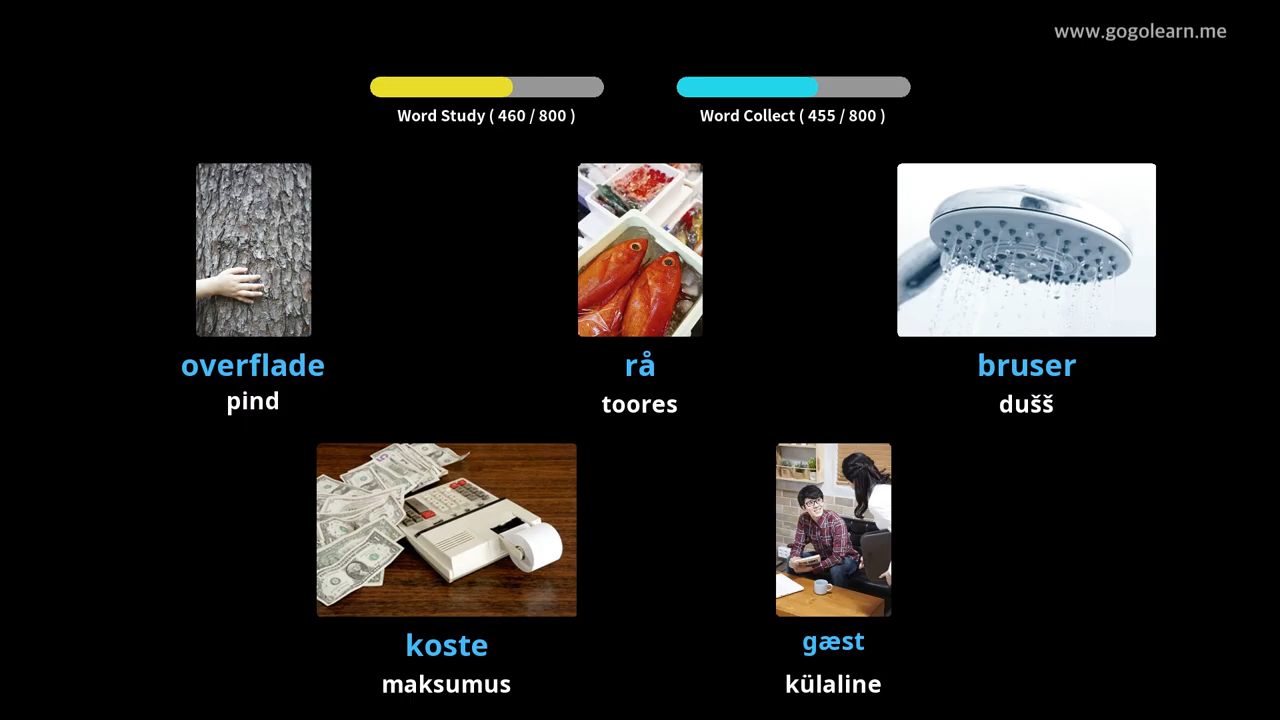 www.gogolearn.me
Word Study ( 460 / 800 )
Word Collect ( 455 / 800 )
overflade
pind
rå
toores
bruser
dušš
koste
maksumus
gæst
külaline